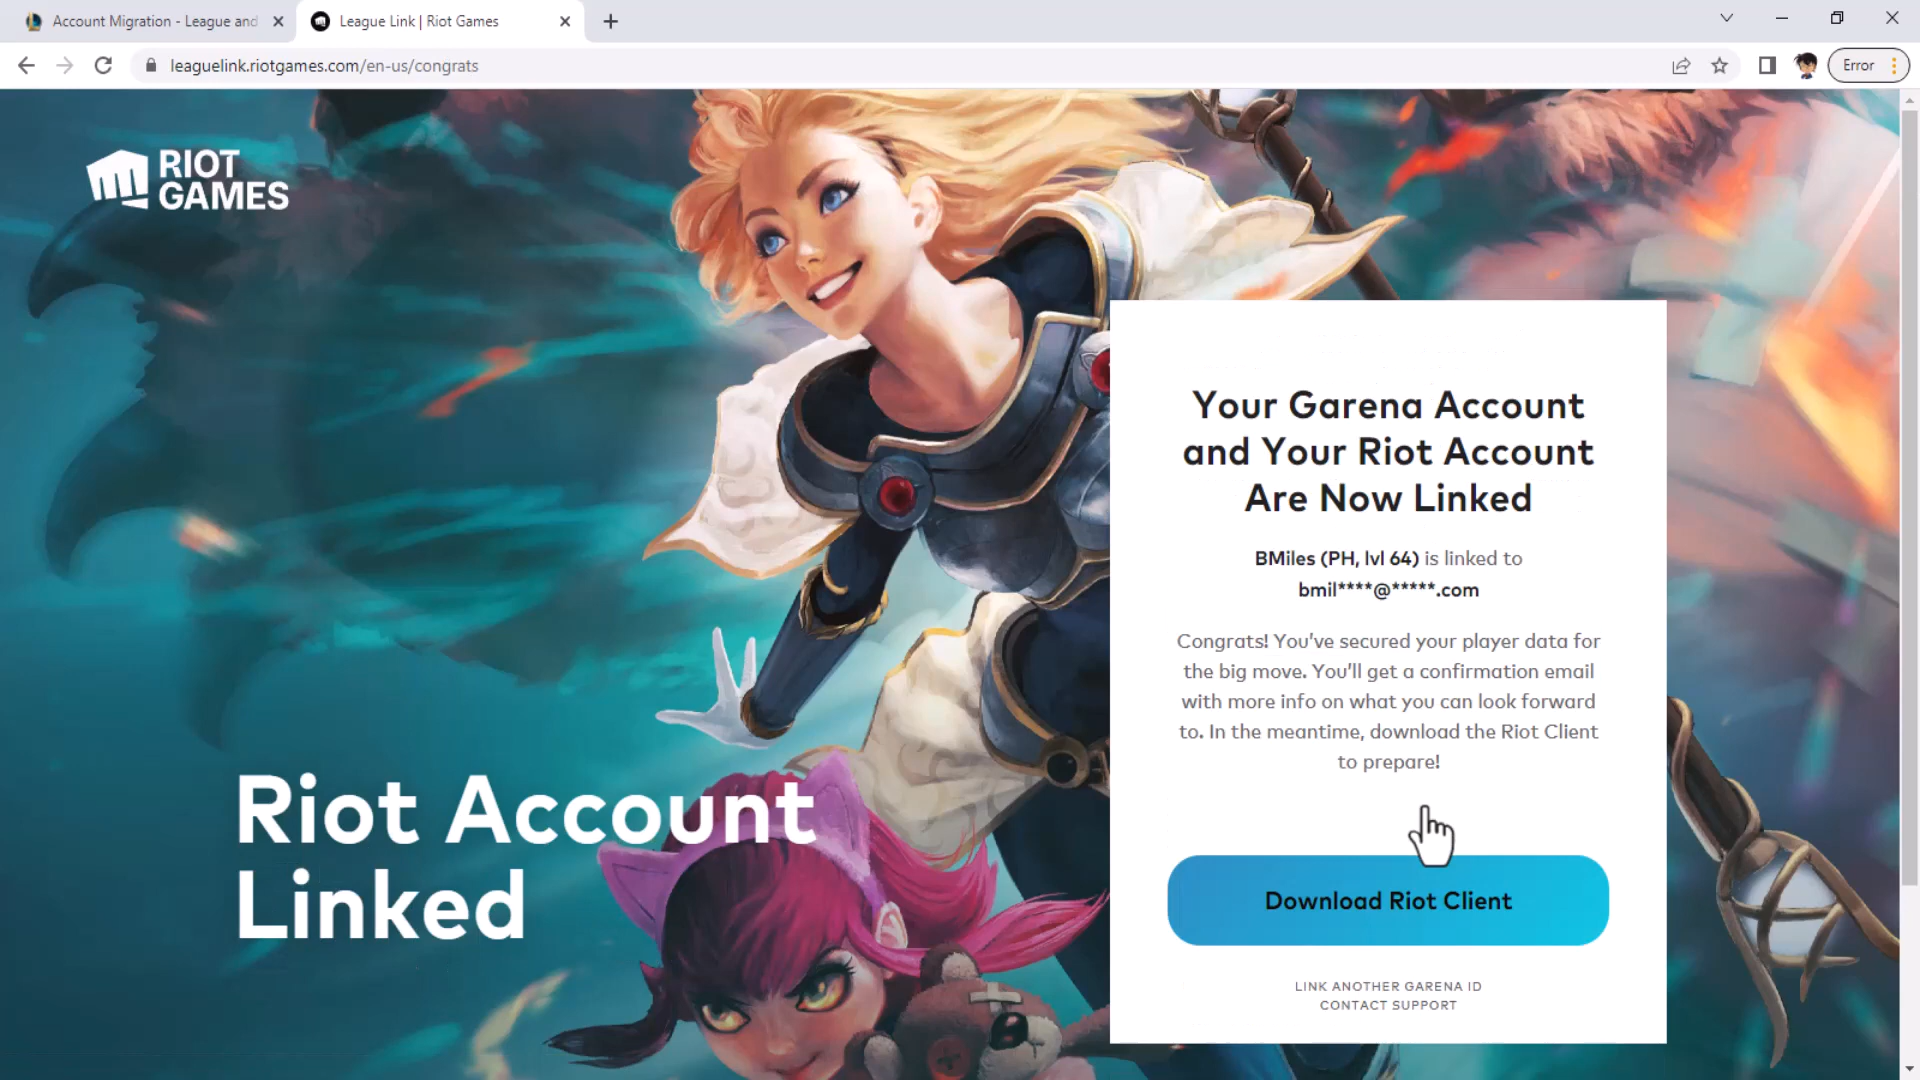 Account Migration - League and
League Link | Riot Games
leaguelink.riotgames.com/en-us/congrats
Error
RIOT
GAMES
Riot Account
Linked
Your Garena Account
and Your Riot Account
Are Now Linked
BMiles (PH, lvl 64) is linked to
bmil****@*****.com
Congrats! You've secured your player data for
the big move. You'll get a confirmation email
with more info on what you can look forward
to. In the meantime, download the Riot Client
to prepare!
Download Riot Client
LINK ANOTHER GARENA ID
CONTACT SUPPORT